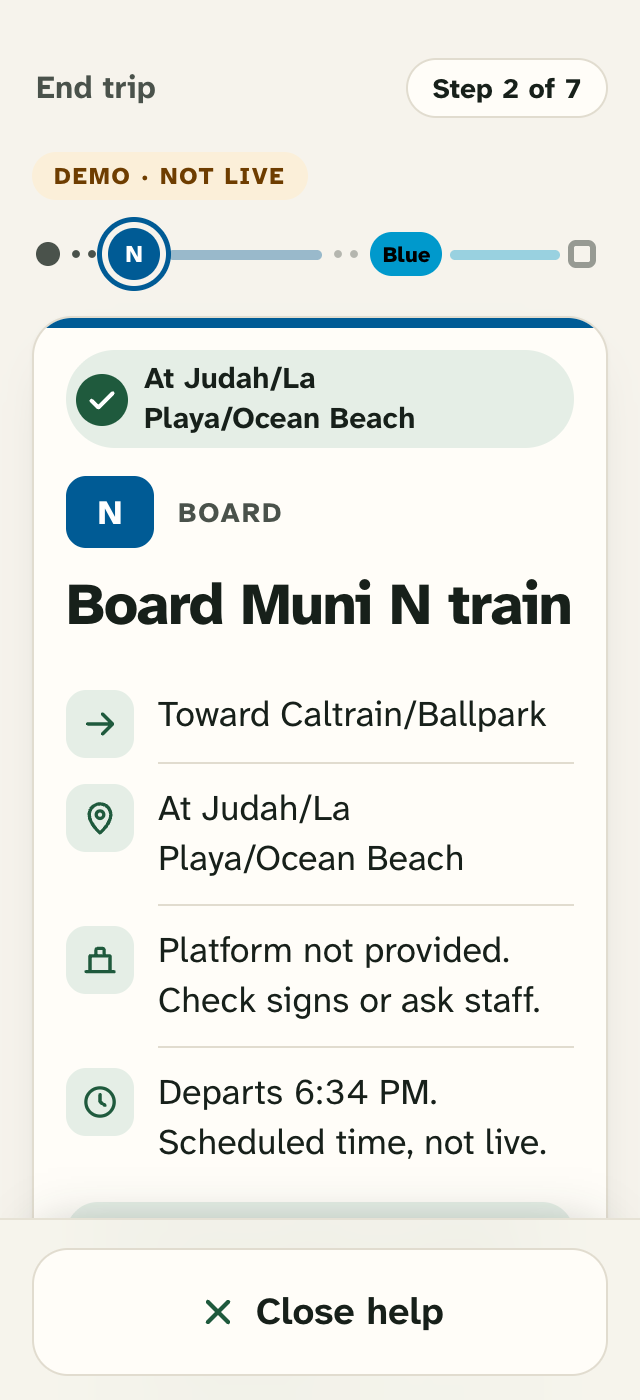 End trip
Step 2 of 7
DEMO · NOT LIVE
N
Blue
At Judah/La
Playa/Ocean Beach
N
BOARD
Board Muni N train
Toward Caltrain/Ballpark
At Judah/La
Playa/Ocean Beach
Platform not provided.
Check signs or ask staff.
Departs 6:34 PM.
Scheduled time, not live.
Close help